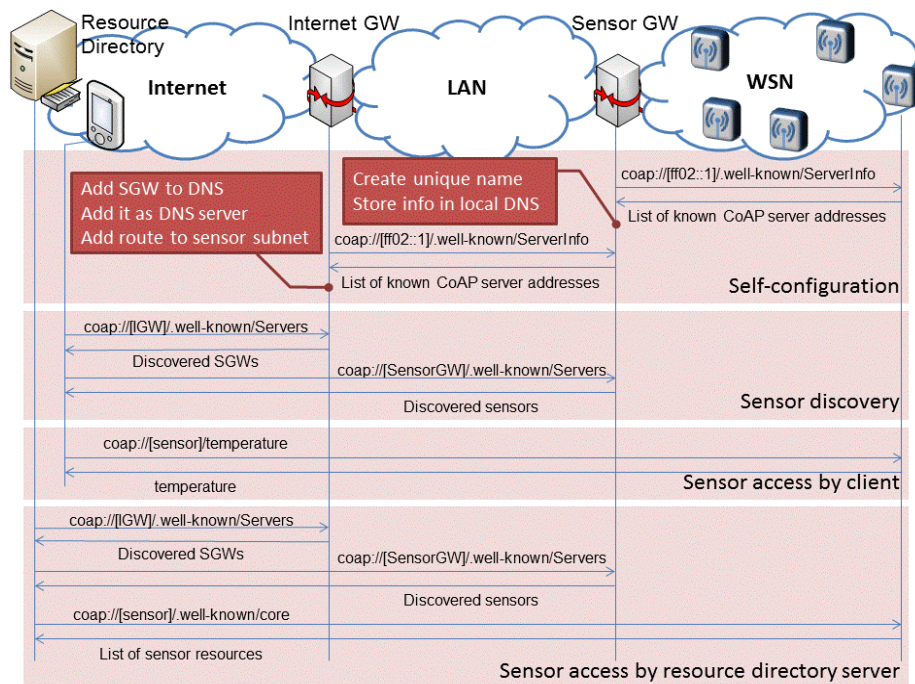 Resource
Directory
Internet GW
Sensor GW
Internet
LAN
WSN
Add SGW to DNS
Add it as DNS server
Add route to sensor subnet
Create unique name
Store info in local DNS
coap://[ff02::1]/.well-known/ServerInfo
List of known CoAP server addresses
coap://[ff02::1]/.well-known/ServerInfo
List of known CoAP server addresses
Self-configuration
coap://[IGW]/.well-known/Servers
Discovered SGWs
coap://[SensorGW]/.well-known/Servers
Discovered sensors
Sensor discovery
coap://[sensor]/temperature
temperature
Sensor access by client
coap://[IGW]/.well-known/Servers
Discovered SGWs
coap://[SensorGW]/.well-known/Servers
Discovered sensors
coap://[sensor]/.well-known/core
List of sensor resources
Sensor access by resource directory server